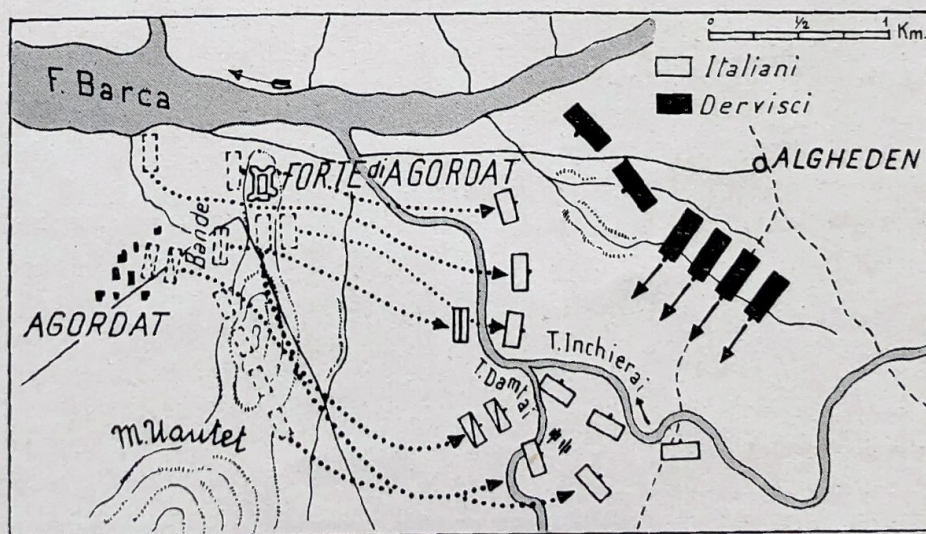 0 ½ 1 Km.
Italiani
Dervisci
F. Barca
ALGHEDEN
FORTE di AGORDAT
Bande
AGORDAT
T. Inchierai
T. Damtai
M. Uautet